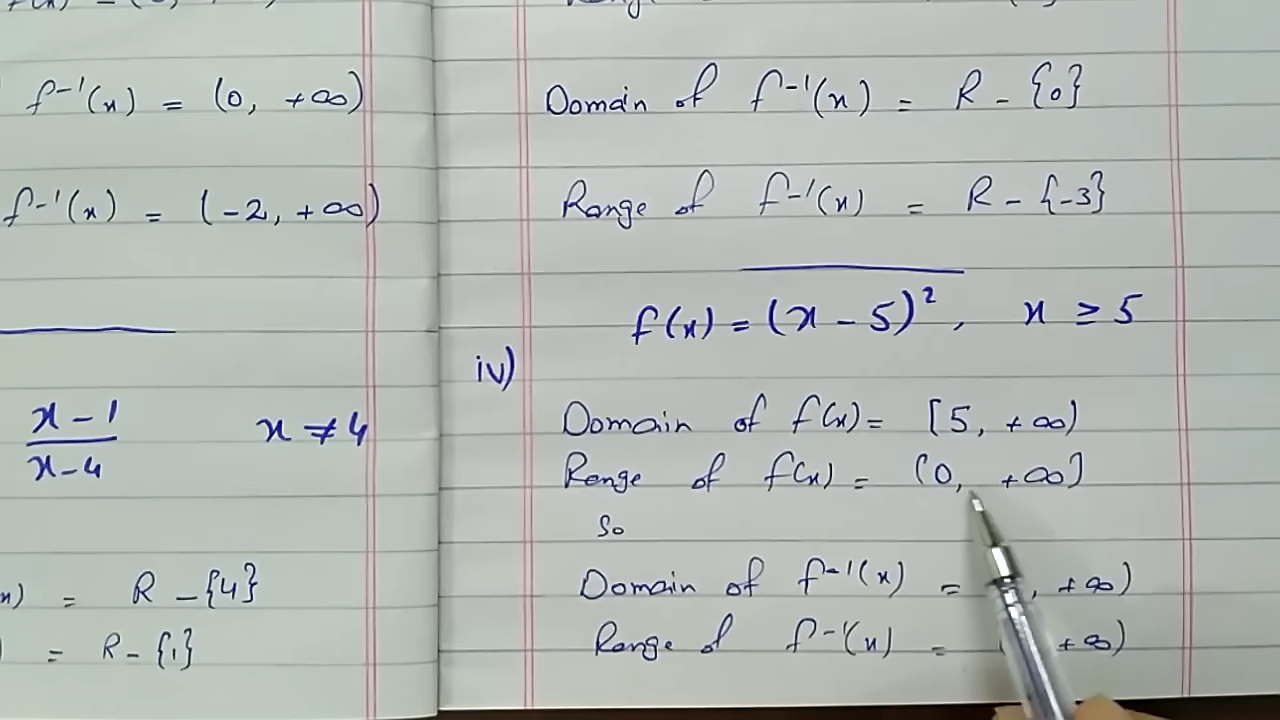 f⁻¹(x) = (0, +∞)
f⁻¹(x) = (-2, +∞)
x - 1
x - 4
x ≠ 4
= R - {4}
= R - {1}
Domain of f⁻¹(x) = R - {0}
Range of f⁻¹(x) = R - {-3}
f(x) = (x - 5)², x ≥ 5
iv)
Domain of f(x) = [5, +∞)
Range of f(x) = (0, +∞]
So
Domain of f⁻¹(x) = , +∞)
Range of f⁻¹(x) = +∞)